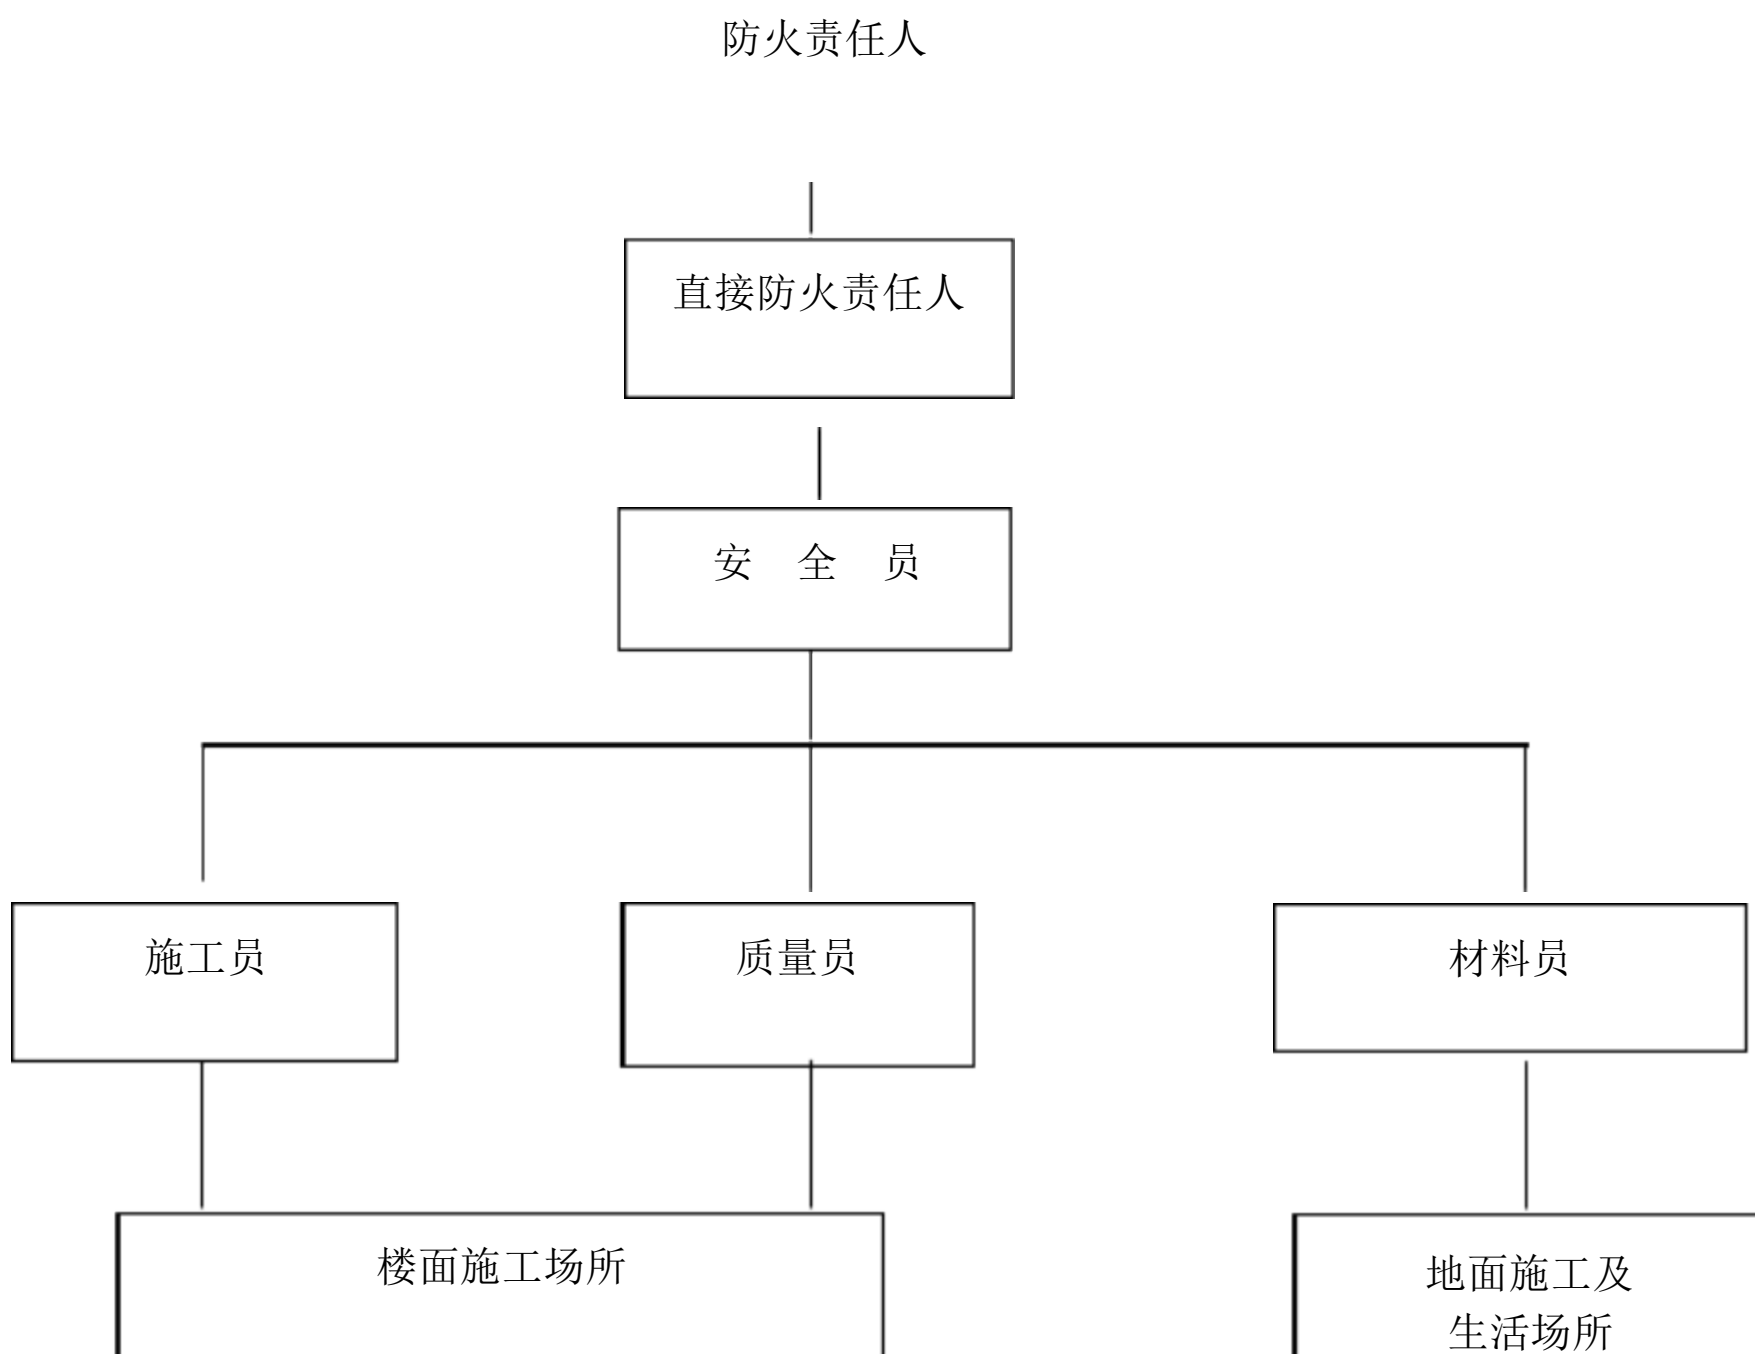 防火责任人
直接防火责任人
安 全 员
施工员
质量员
材料员
楼面施工场所
地面施工及
生活场所